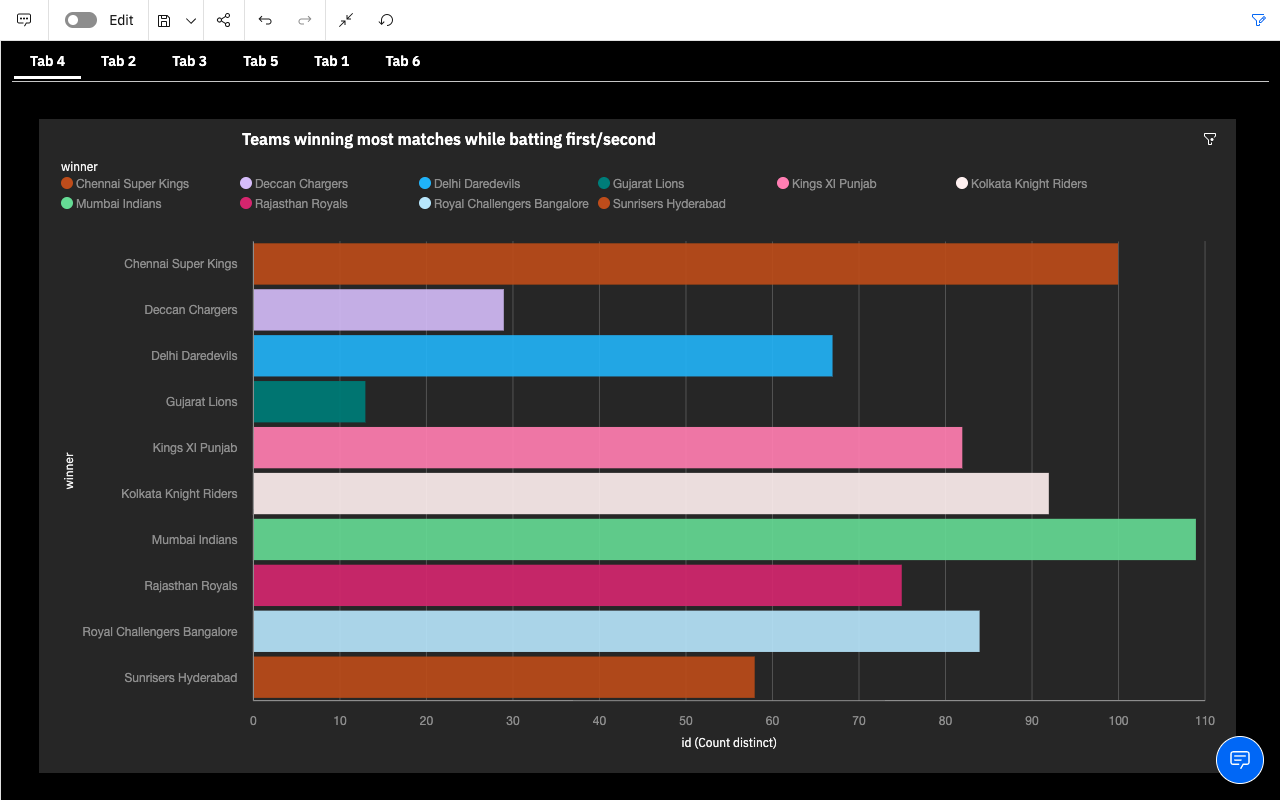 Edit
Tab 4 Tab 2 Tab 3 Tab 5 Tab 1 Tab 6
Teams winning most matches while batting first/second
winner
Chennai Super Kings Deccan Chargers Delhi Daredevils Gujarat Lions Kings XI Punjab Kolkata Knight Riders
Mumbai Indians Rajasthan Royals Royal Challengers Bangalore Sunrisers Hyderabad
Chennai Super Kings
Deccan Chargers
Delhi Daredevils
Gujarat Lions
Kings XI Punjab
winner
Kolkata Knight Riders
Mumbai Indians
Rajasthan Royals
Royal Challengers Bangalore
Sunrisers Hyderabad
0 10 20 30 40 50 60 70 80 90 100 110
id (Count distinct)